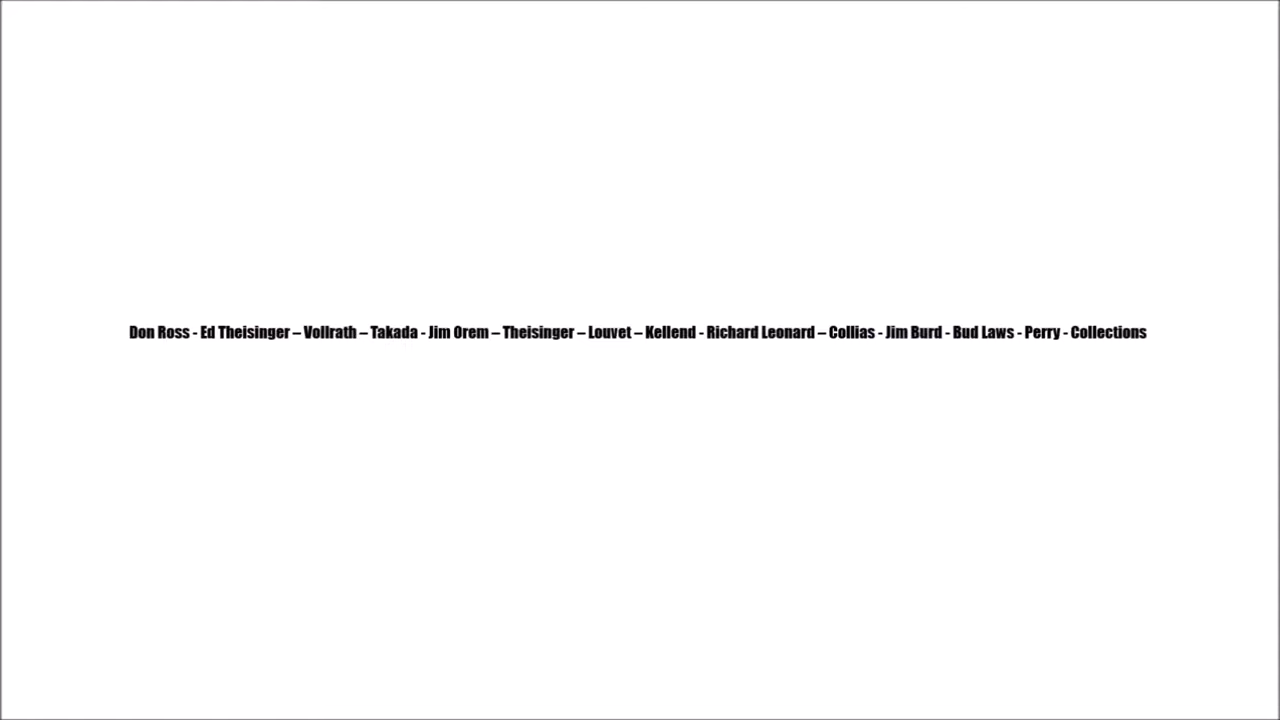 Don Ross - Ed Theisinger – Vollrath – Takada - Jim Orem – Theisinger – Louvet – Kellend - Richard Leonard – Collias - Jim Burd - Bud Laws - Perry - Collections